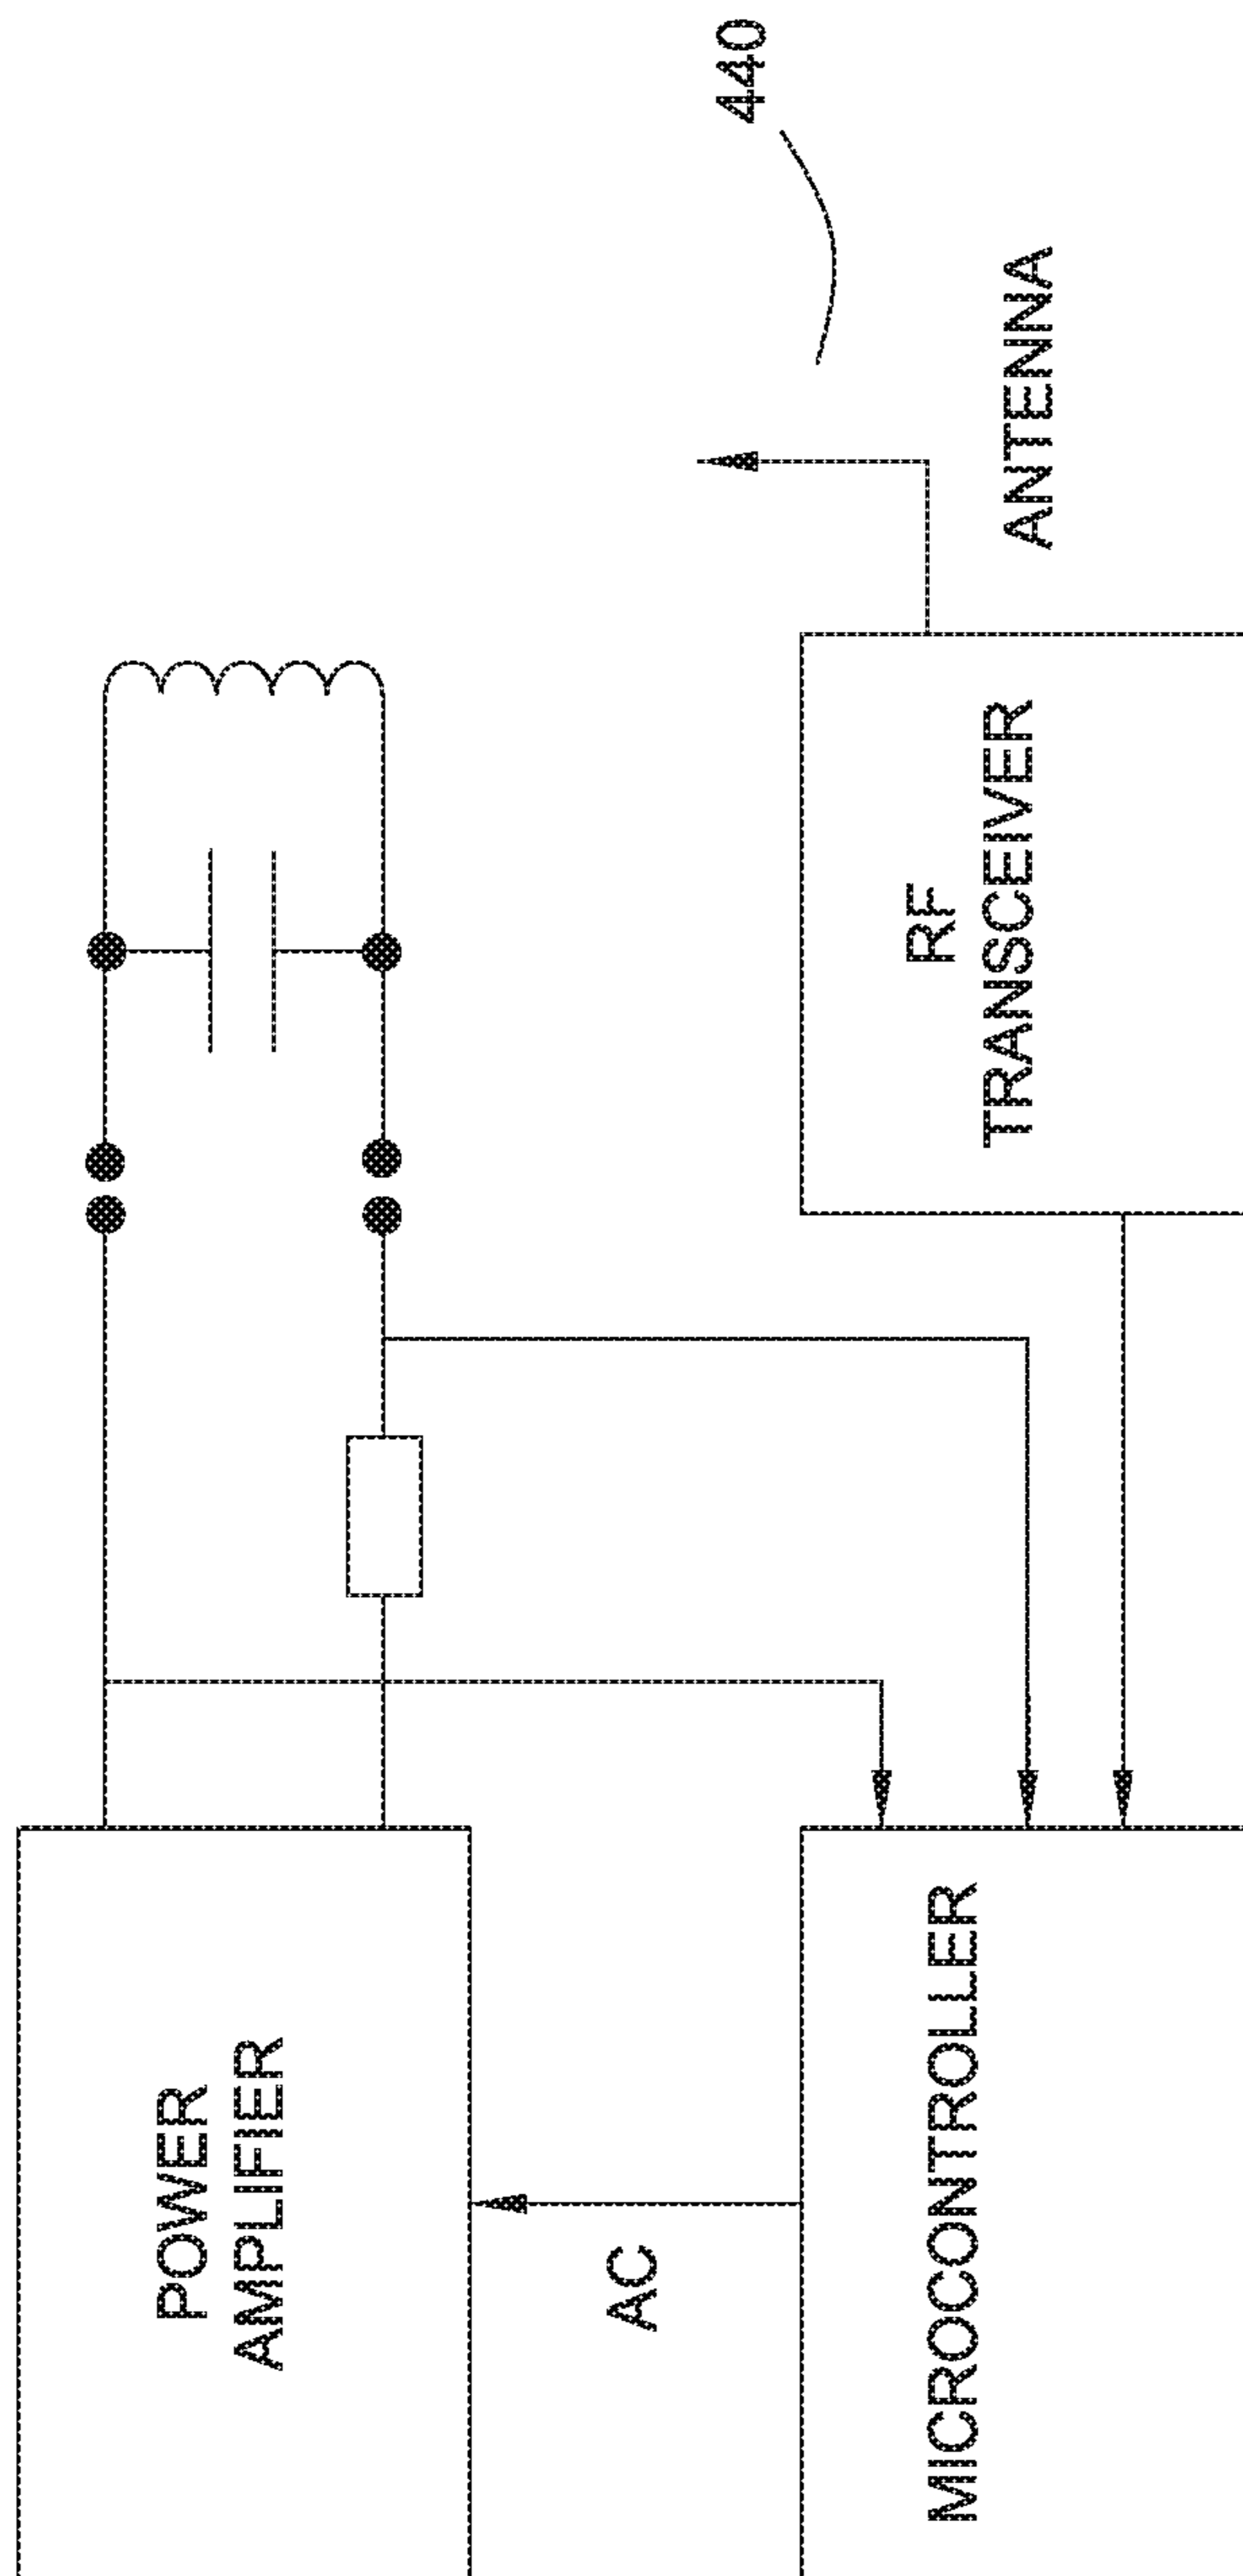 POWER
AMPLIFIER
AC
MICROCONTROLLER
RF
TRANSCEIVER
ANTENNA
440